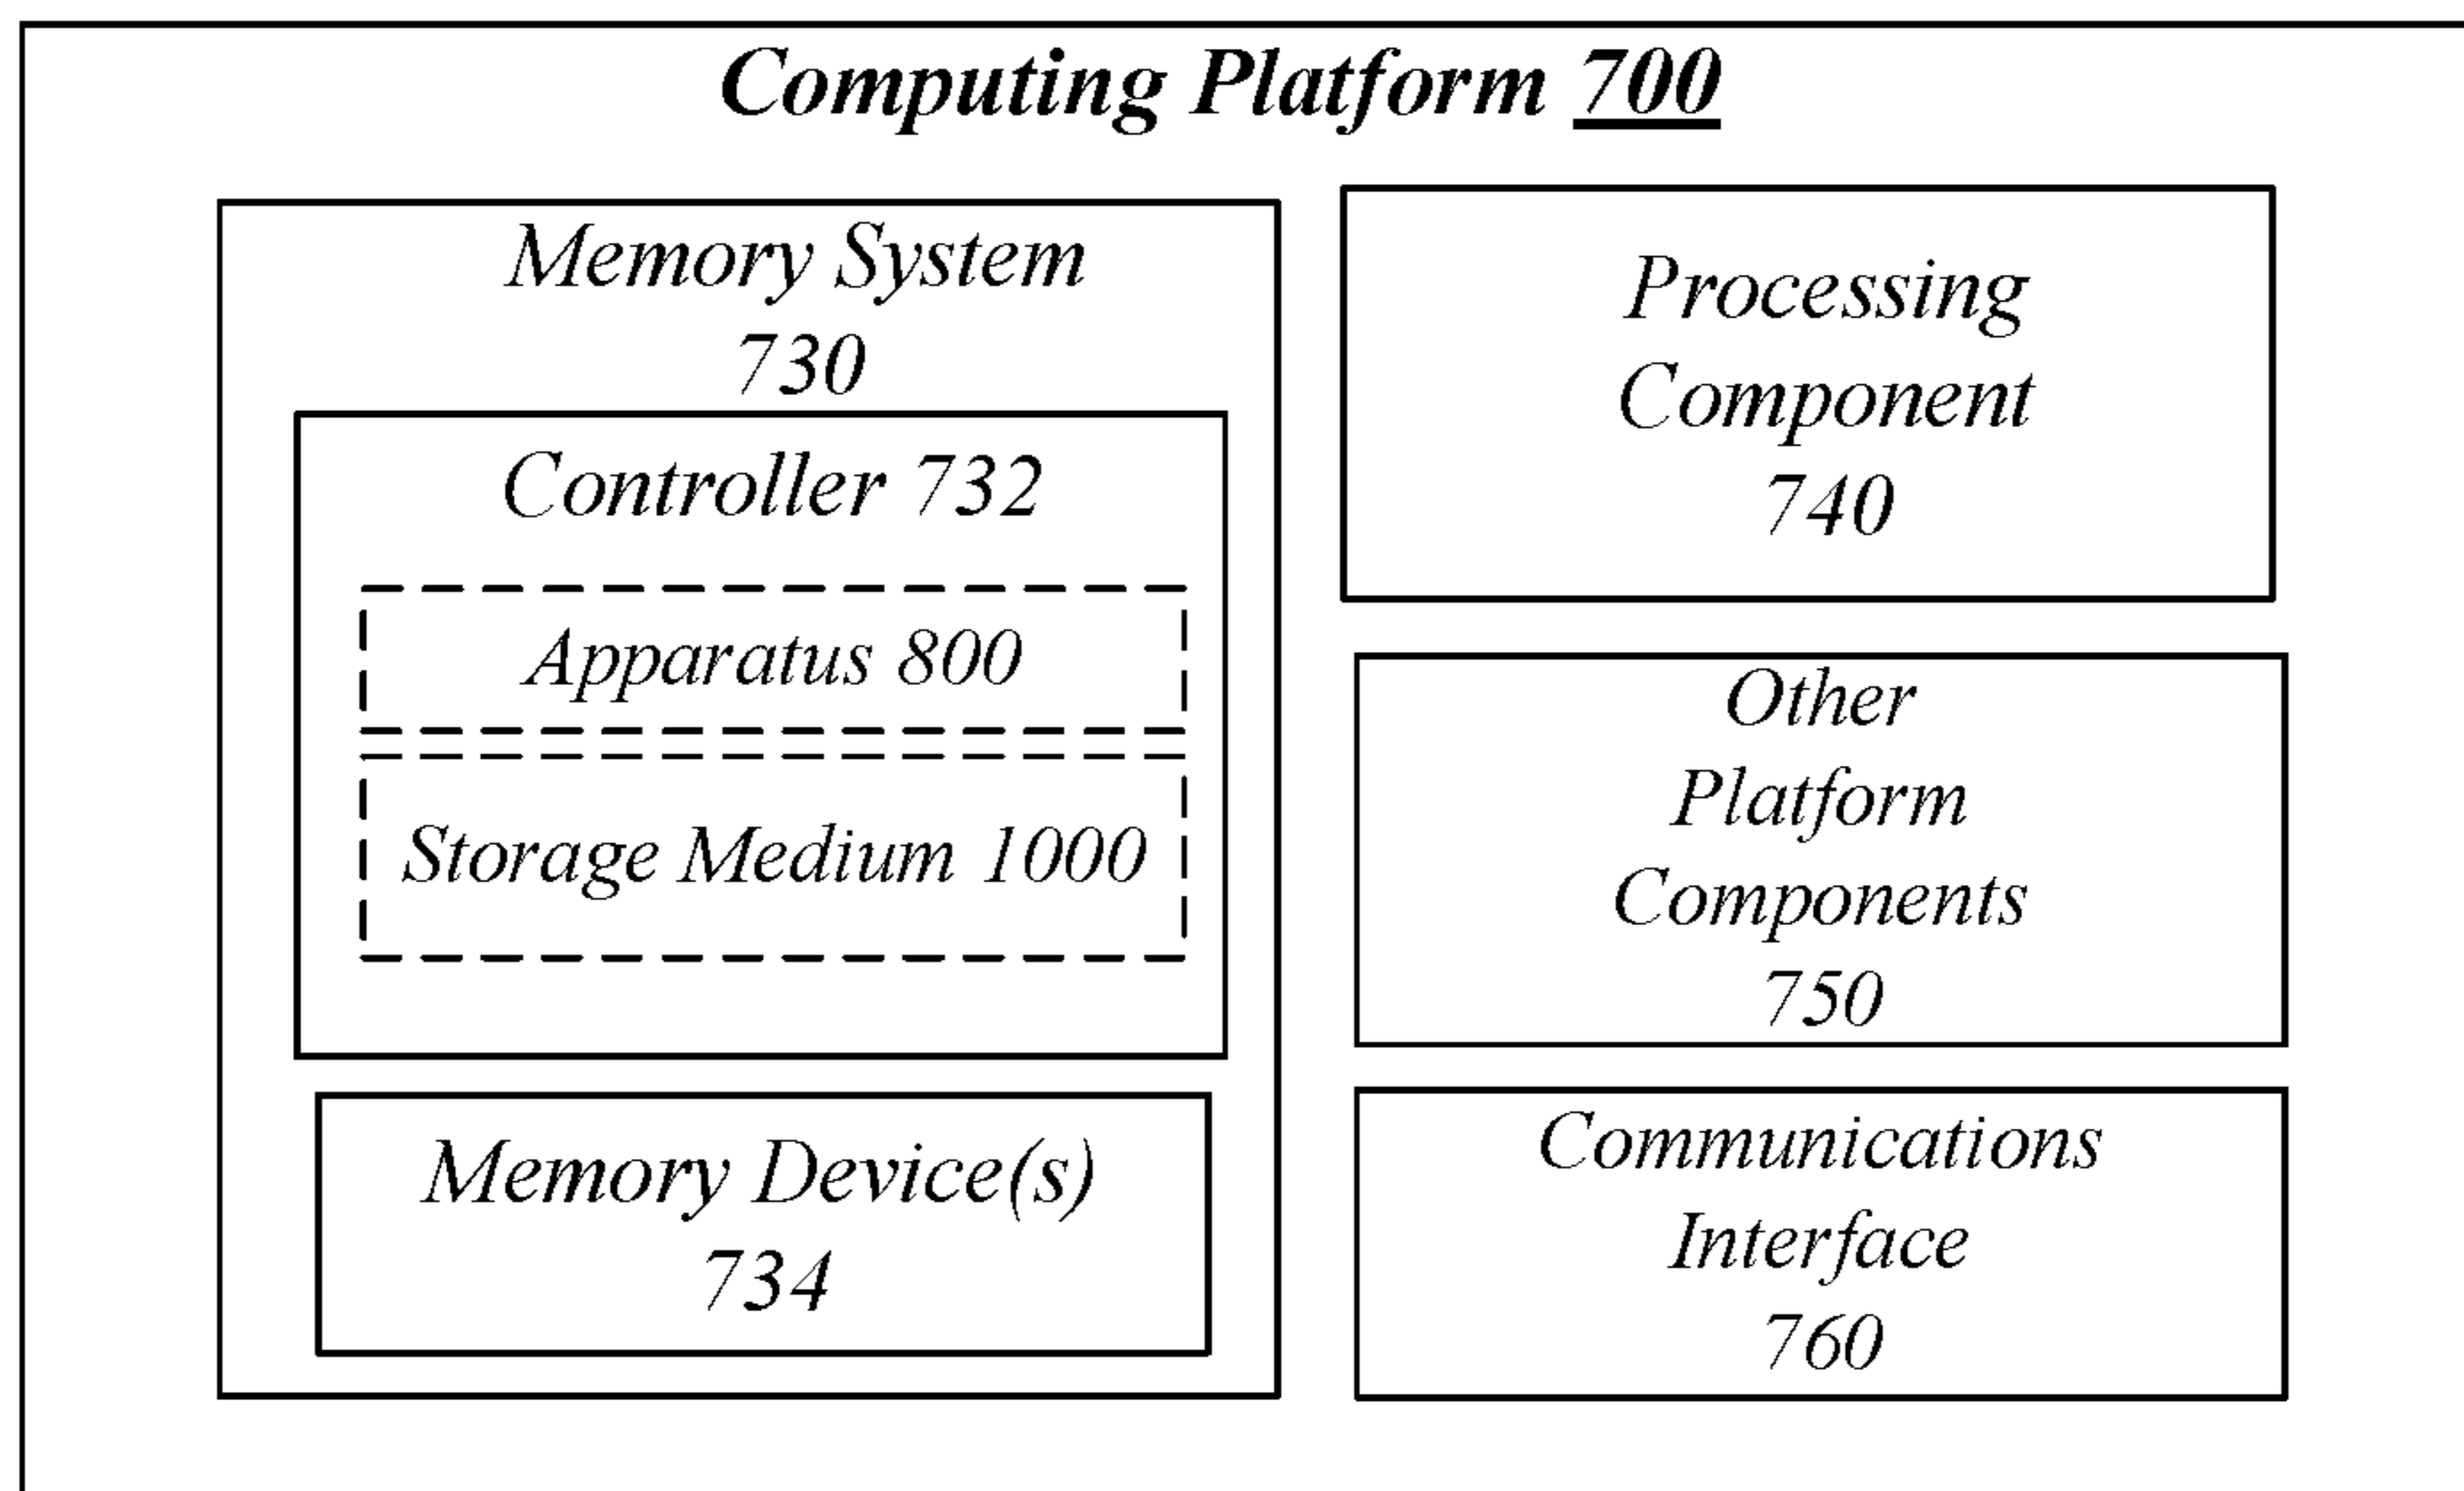 Computing Platform 700
Memory System
730
Controller 732
Apparatus 800
Storage Medium 1000
Memory Device(s)
734
Processing
Component
740
Other
Platform
Components
750
Communications
Interface
760